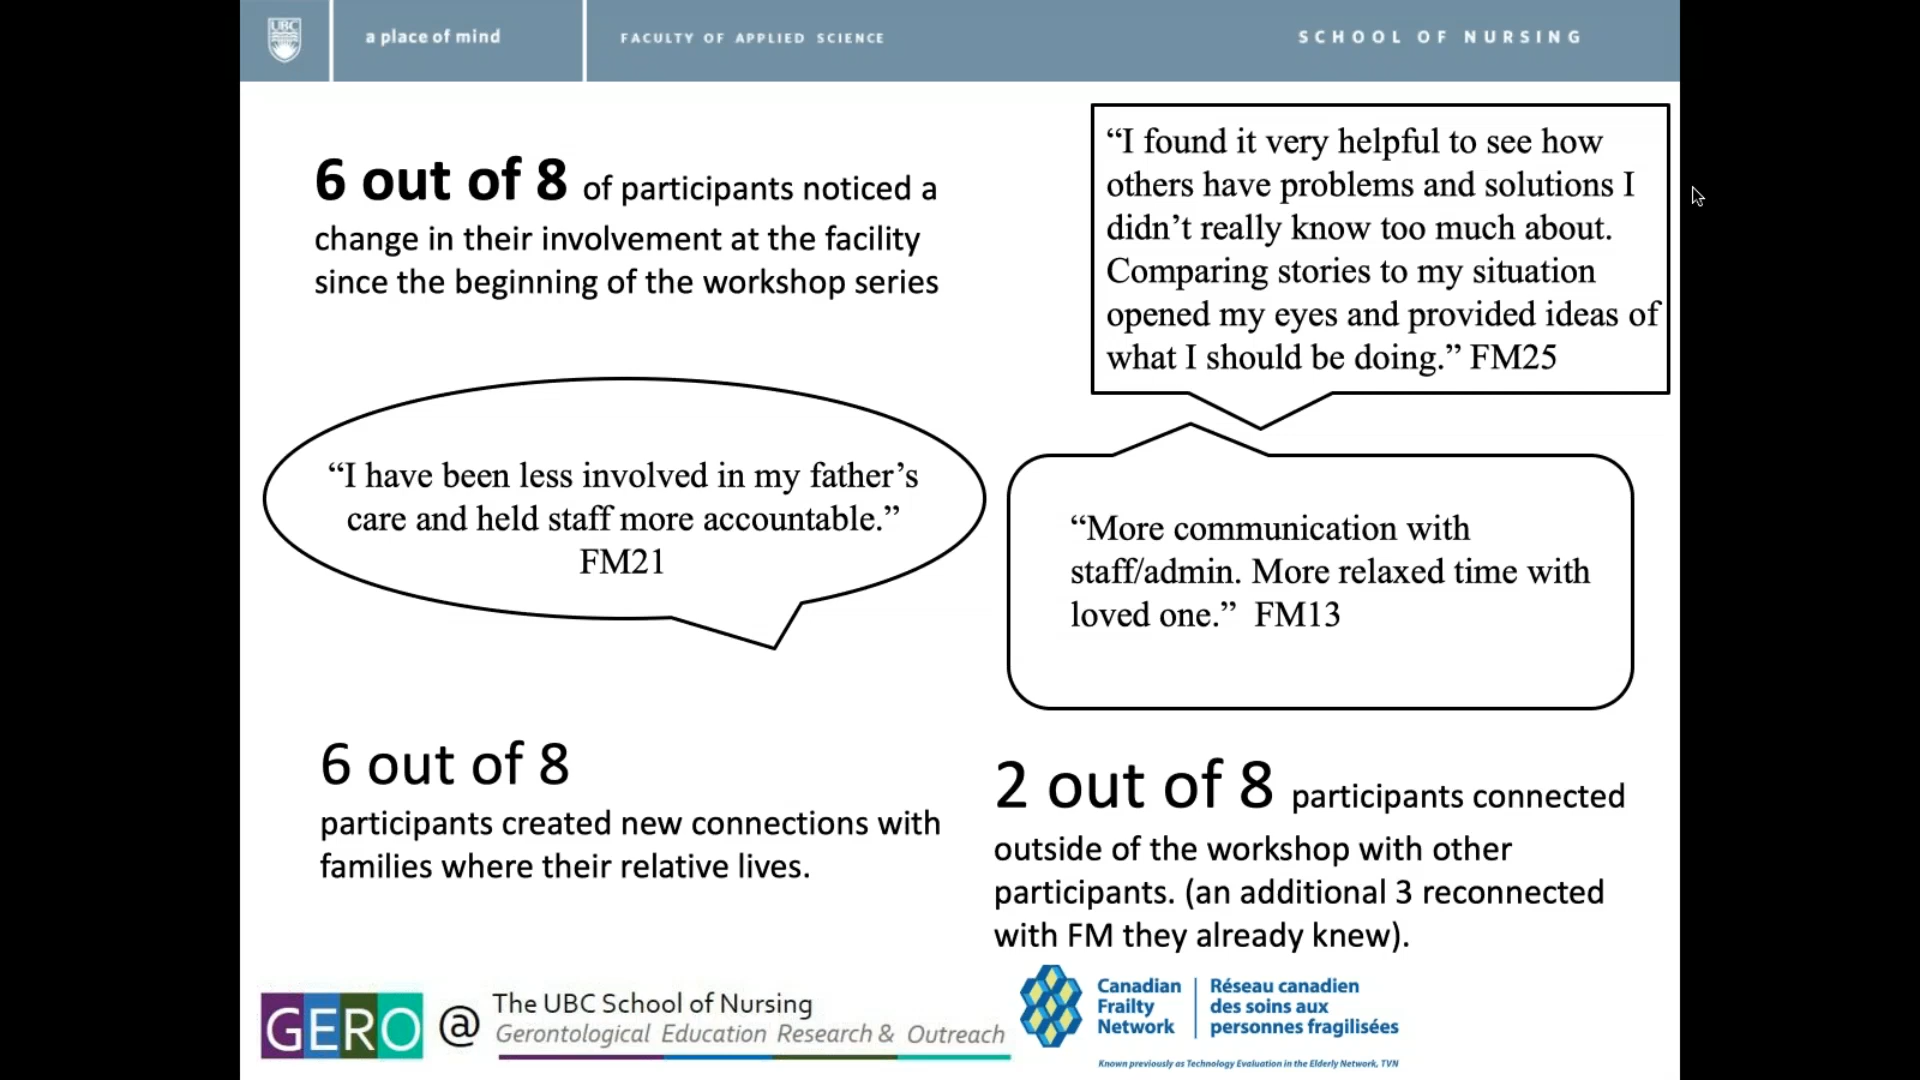 UBC
a place of mind
FACULTY OF APPLIED SCIENCE
SCHOOL OF NURSING
6 out of 8 of participants noticed a
change in their involvement at the facility
since the beginning of the workshop series
“I found it very helpful to see how
others have problems and solutions I
didn’t really know too much about.
Comparing stories to my situation
opened my eyes and provided ideas of
what I should be doing.” FM25
“I have been less involved in my father’s
care and held staff more accountable.”
FM21
“More communication with
staff/admin. More relaxed time with
loved one.”  FM13
6 out of 8
participants created new connections with
families where their relative lives.
2 out of 8 participants connected
outside of the workshop with other
participants. (an additional 3 reconnected
with FM they already knew).
GERO @
The UBC School of Nursing
Gerontological Education Research & Outreach
Canadian
Frailty
Network
Réseau canadien
des soins aux
personnes fragilisées
Known previously as Technology Evaluation in the Elderly Network, TVN